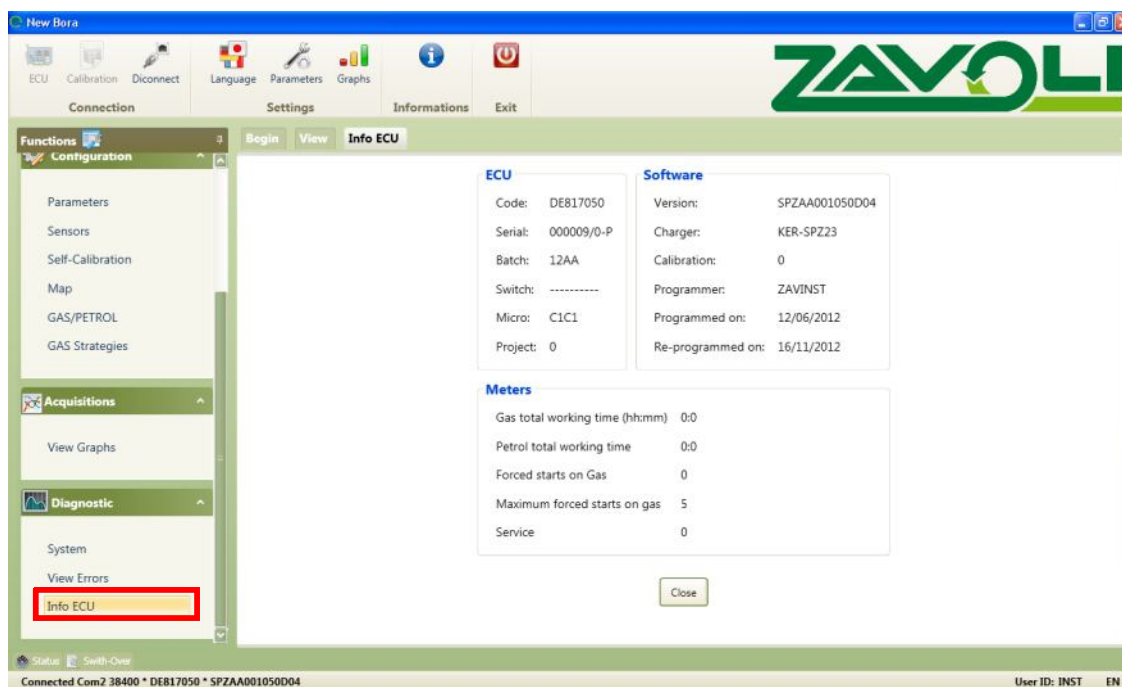 New Bora
ECU Calibration Diconnect Language Parameters Graphs
Connection Settings Informations Exit
ZAVOLI
Functions
Begin View Info ECU
Configuration
Parameters
Sensors
Self-Calibration
Map
GAS/PETROL
GAS Strategies
Acquisitions
View Graphs
Diagnostic
System
View Errors
Info ECU
ECU
Code: DE817050
Serial: 000009/0-P
Batch: 12AA
Switch: ----------
Micro: C1C1
Project: 0
Software
Version: SPZAA001050D04
Charger: KER-SPZ23
Calibration: 0
Programmer: ZAVINST
Programmed on: 12/06/2012
Re-programmed on: 16/11/2012
Meters
Gas total working time (hh:mm) 0:0
Petrol total working time 0:0
Forced starts on Gas 0
Maximum forced starts on gas 5
Service 0
Close
Status Swith-Over
Connected Com2 38400 * DE817050 * SPZAA001050D04 User ID: INST EN